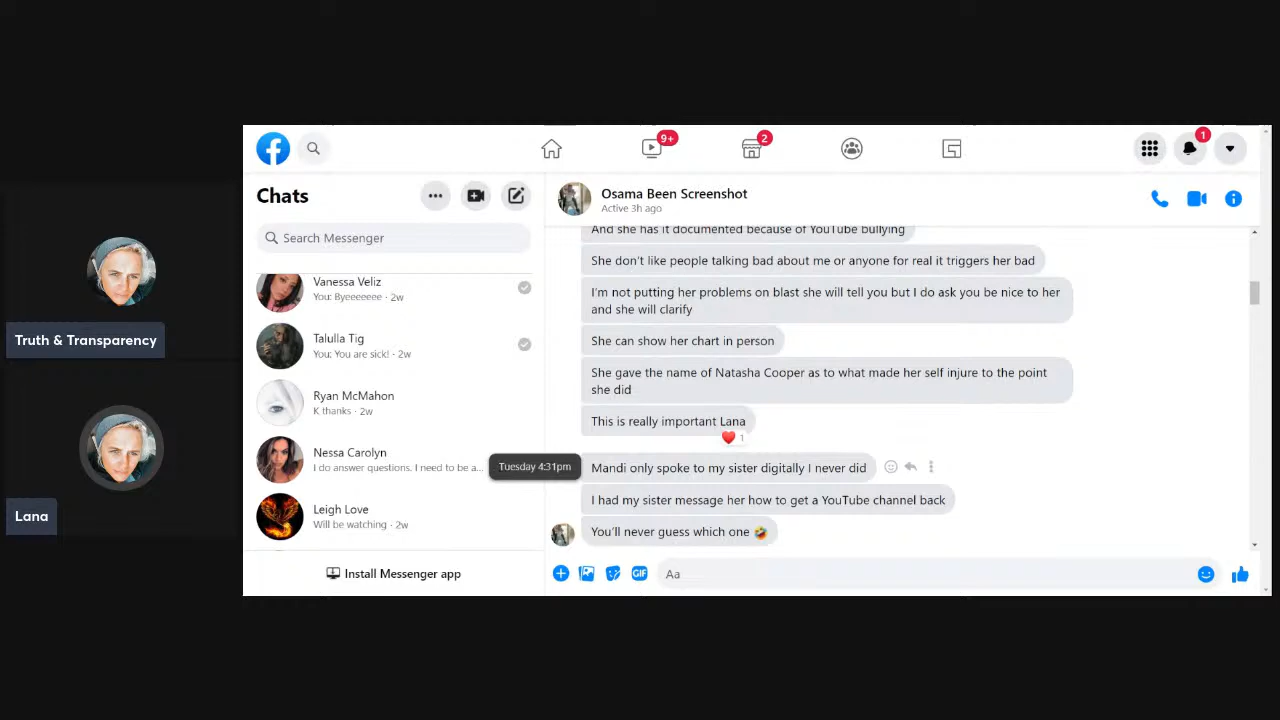 Truth & Transparency
Lana
9+
2
1
Chats
Search Messenger
Vanessa Veliz
You: Byeeeeee · 2w
Talulla Tig
You: You are sick! · 2w
Ryan McMahon
K thanks · 2w
Nessa Carolyn
I do answer questions. I need to be a...
Leigh Love
Will be watching · 2w
Install Messenger app
Osama Been Screenshot
Active 3h ago
And she has it documented because of YouTube bullying
She don't like people talking bad about me or anyone for real it triggers her bad
I'm not putting her problems on blast she will tell you but I do ask you be nice to her
and she will clarify
She can show her chart in person
She gave the name of Natasha Cooper as to what made her self injure to the point
she did
This is really important Lana
1
Tuesday 4:31pm
Mandi only spoke to my sister digitally I never did
I had my sister message her how to get a YouTube channel back
You'll never guess which one 🤣
GIF
Aa